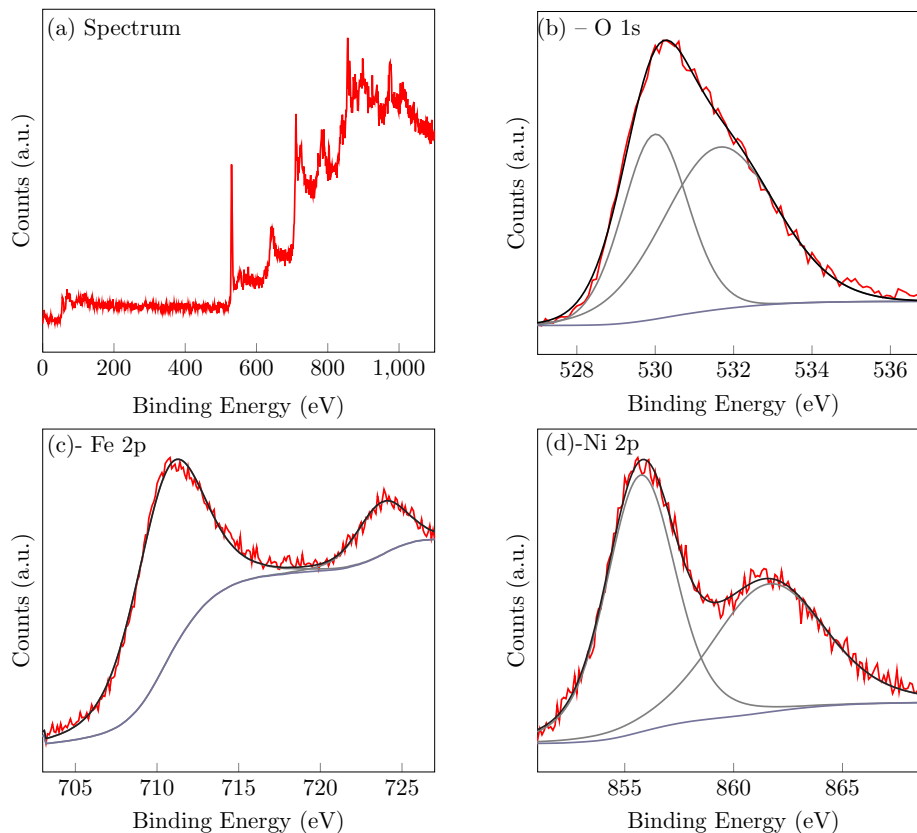 (a) Spectrum
Counts (a.u.)
0 200 400 600 800 1,000
Binding Energy (eV)
(b) – O 1s
Counts (a.u.)
528 530 532 534 536
Binding Energy (eV)
(c)- Fe 2p
Counts (a.u.)
705 710 715 720 725
Binding Energy (eV)
(d)-Ni 2p
Counts (a.u.)
855 860 865
Binding Energy (eV)